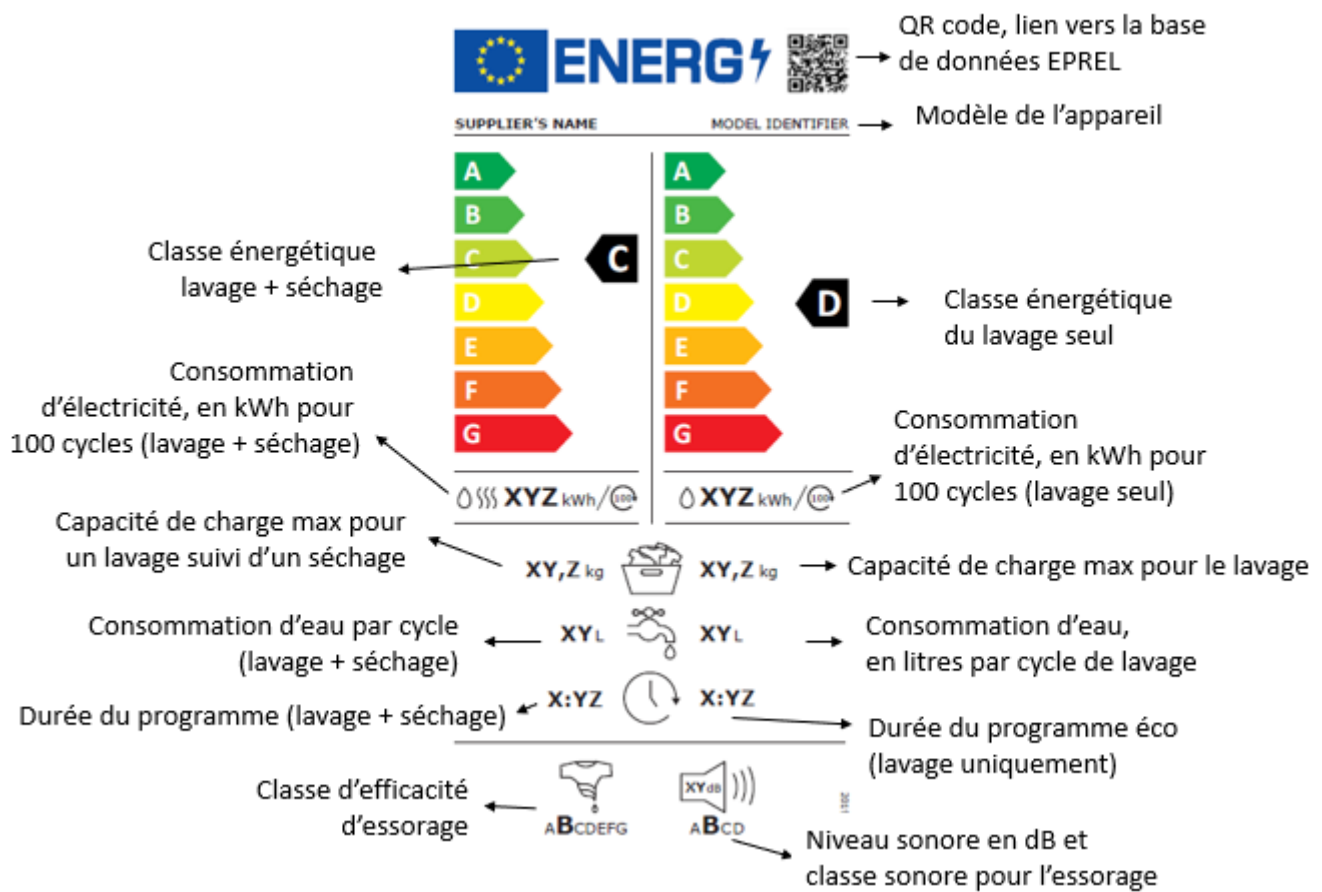 ENERG
QR code, lien vers la base
de données EPREL
SUPPLIER'S NAME
MODEL IDENTIFIER
Modèle de l'appareil
A
B
C
D
E
F
G
C
A
B
C
D
E
F
G
D
Classe énergétique
lavage + séchage
Classe énergétique
du lavage seul
Consommation
d'électricité, en kWh pour
100 cycles (lavage + séchage)
Consommation
d'électricité, en kWh pour
100 cycles (lavage seul)
XYZ kWh/100
XYZ kWh/100
Capacité de charge max pour
un lavage suivi d'un séchage
XY,Z kg
XY,Z kg
Capacité de charge max pour le lavage
Consommation d'eau par cycle
(lavage + séchage)
XY L
XY L
Consommation d'eau,
en litres par cycle de lavage
Durée du programme (lavage + séchage)
X:YZ
X:YZ
Durée du programme éco
(lavage uniquement)
Classe d'efficacité
d'essorage
ABCDEFG
XY dB
ABCD
Niveau sonore en dB et
classe sonore pour l'essorage